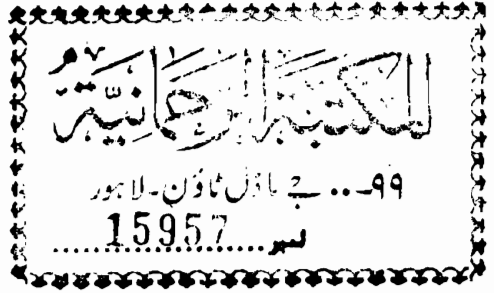 المكتبة الرحمانية
۹۹۔۔۔ جے ماڈل ٹاؤن۔ لاہور
نمبر 15957